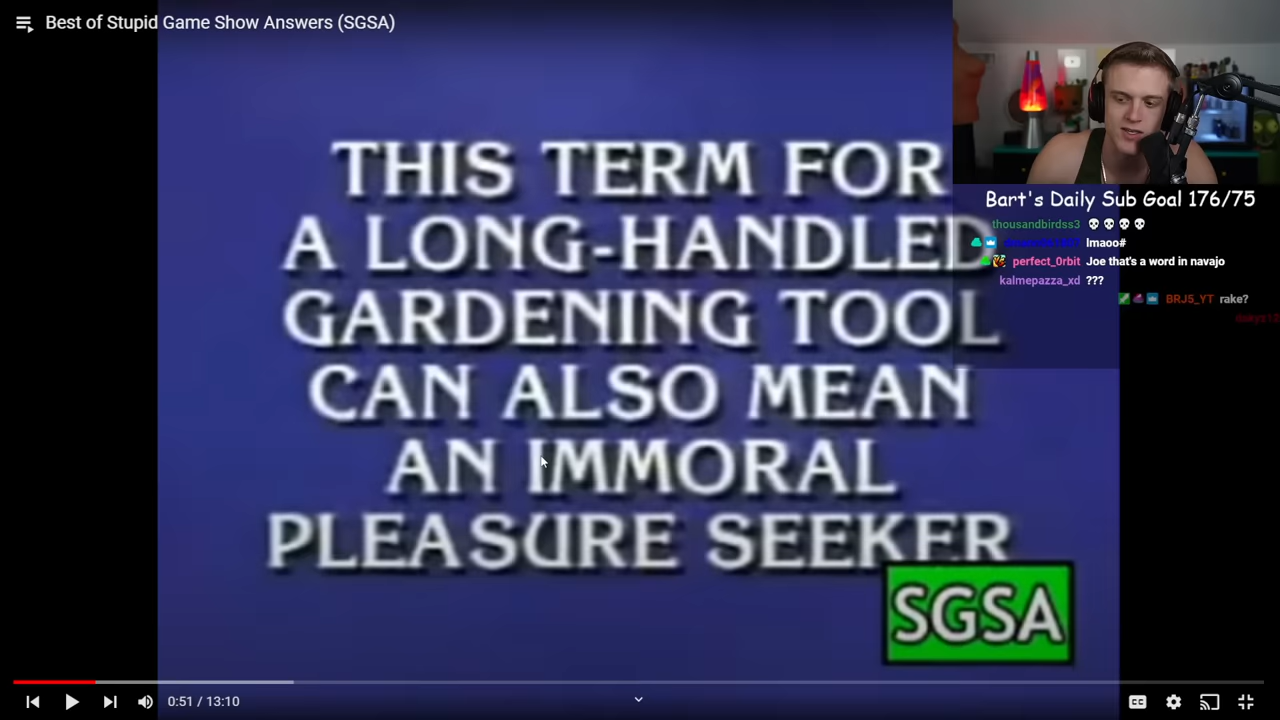 Best of Stupid Game Show Answers (SGSA)
THIS TERM FOR
A LONG-HANDLED
GARDENING TOOL
CAN ALSO MEAN
AN IMMORAL
PLEASURE SEEKER
SGSA
Bart's Daily Sub Goal 176/75
thousandbirdss3
lmaoo#
perfect_0rbit Joe that's a word in navajo
kalmepazza_xd ???
BRJ5_YT rake?
0:51 / 13:10
CC